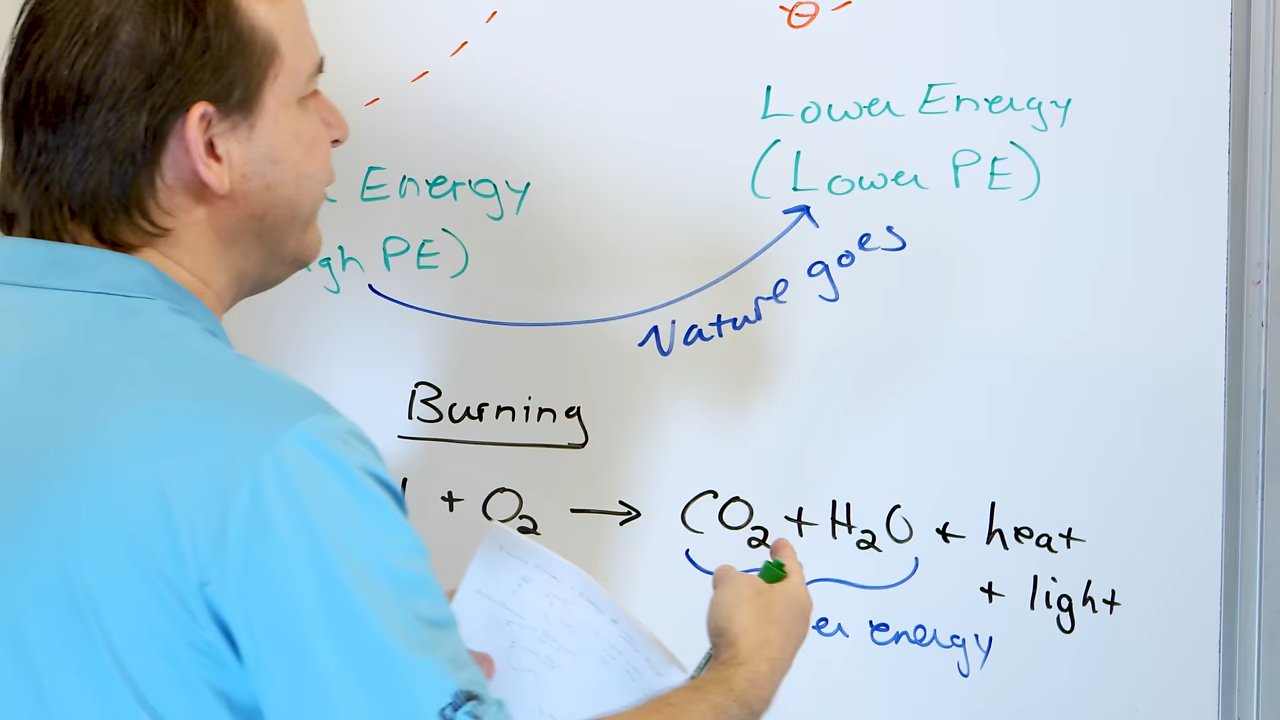 ⊖
Lower Energy
(Lower PE)
Energy
gh PE)
Nature goes
Burning
+ O₂ → CO₂ + H₂O + heat
+ light
er energy